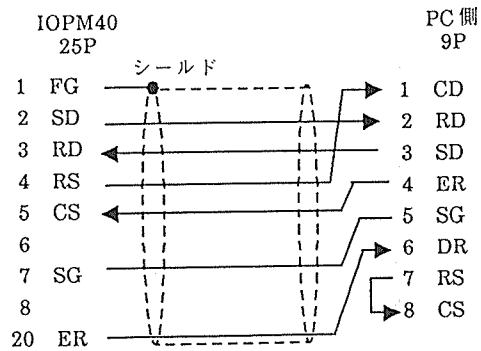 IOPM40
25P
PC側
9P
シールド
1 FG
2 SD
3 RD
4 RS
5 CS
6
7 SG
8
20 ER
1 CD
2 RD
3 SD
4 ER
5 SG
6 DR
7 RS
8 CS